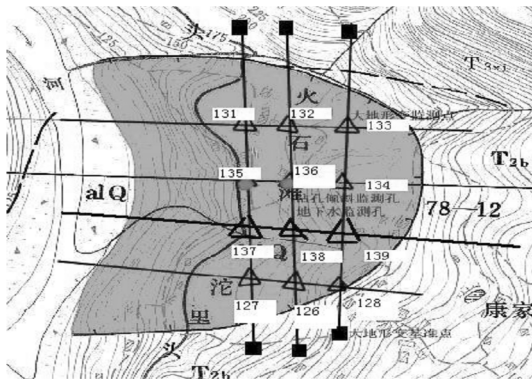 175
150
125
T₃ₓⱼ
火
131
132
大地形变监测点
133
石
河
T₂b
135
136
134
alQ
滩
钻孔倾斜监测孔
地下水监测孔
78—12
137
Q
138
139
沱
127
126
128
康家
里
大地形变基准点
头
T₂b